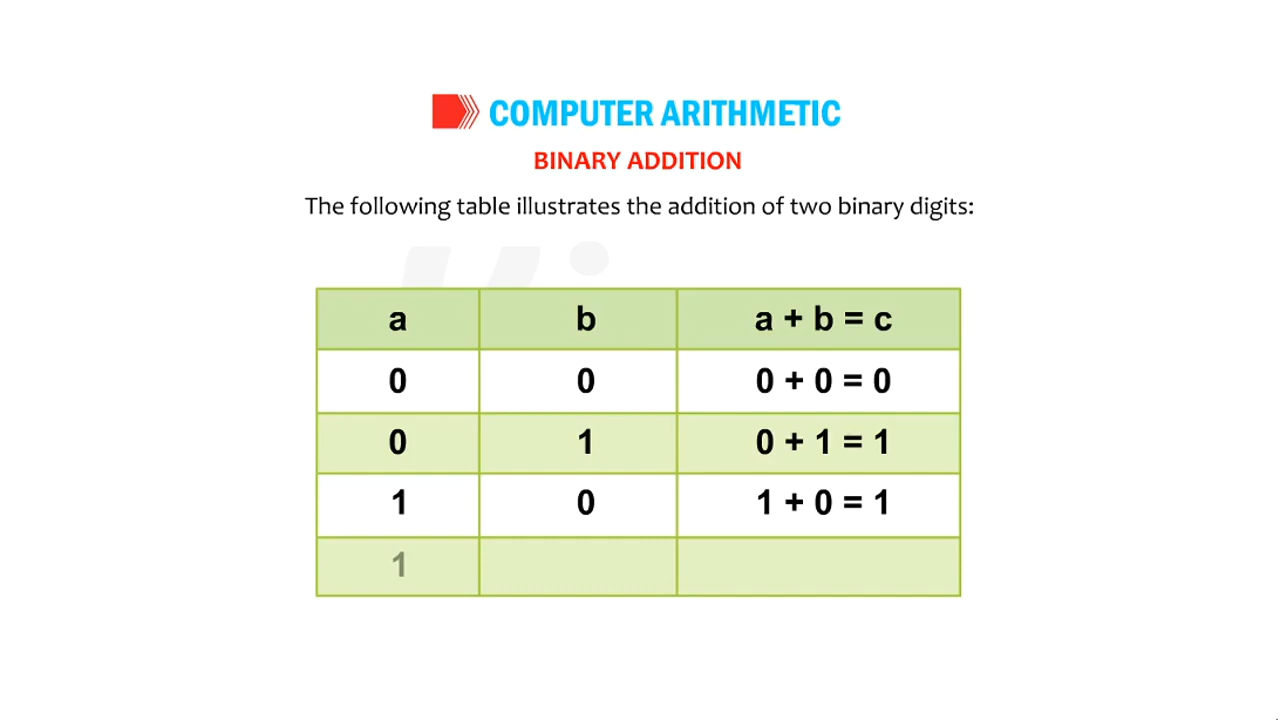 COMPUTER ARITHMETIC
BINARY ADDITION
The following table illustrates the addition of two binary digits:
a b a + b = c
0 0 0 + 0 = 0
0 1 0 + 1 = 1
1 0 1 + 0 = 1
1